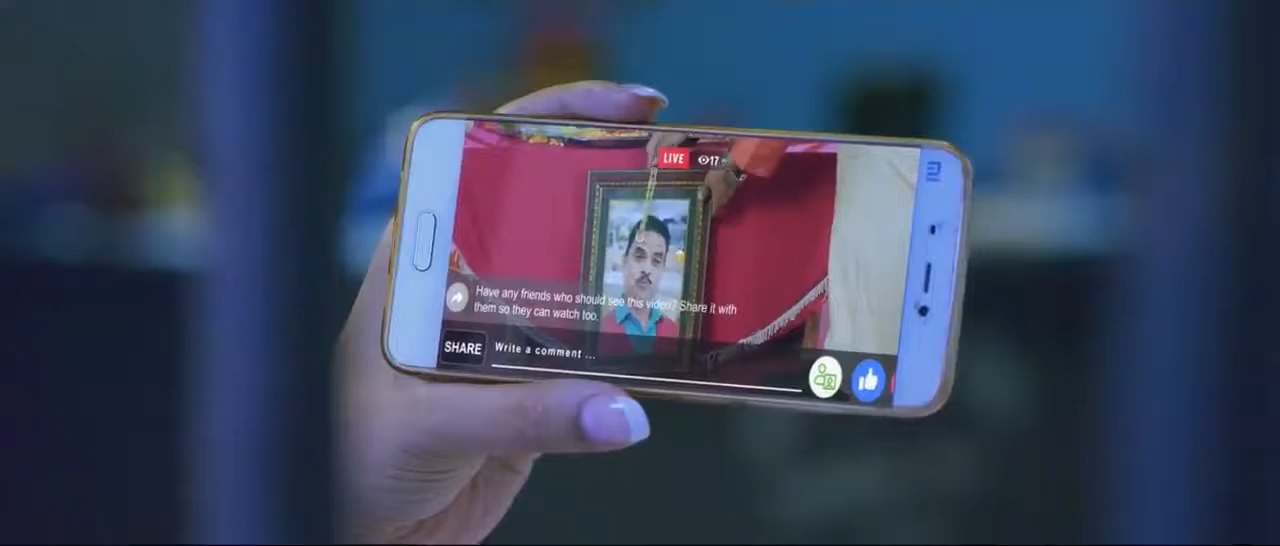 LIVE 17
mi
Have any friends who should see this video? Share it with
them so they can watch too.
SHARE Write a comment ...